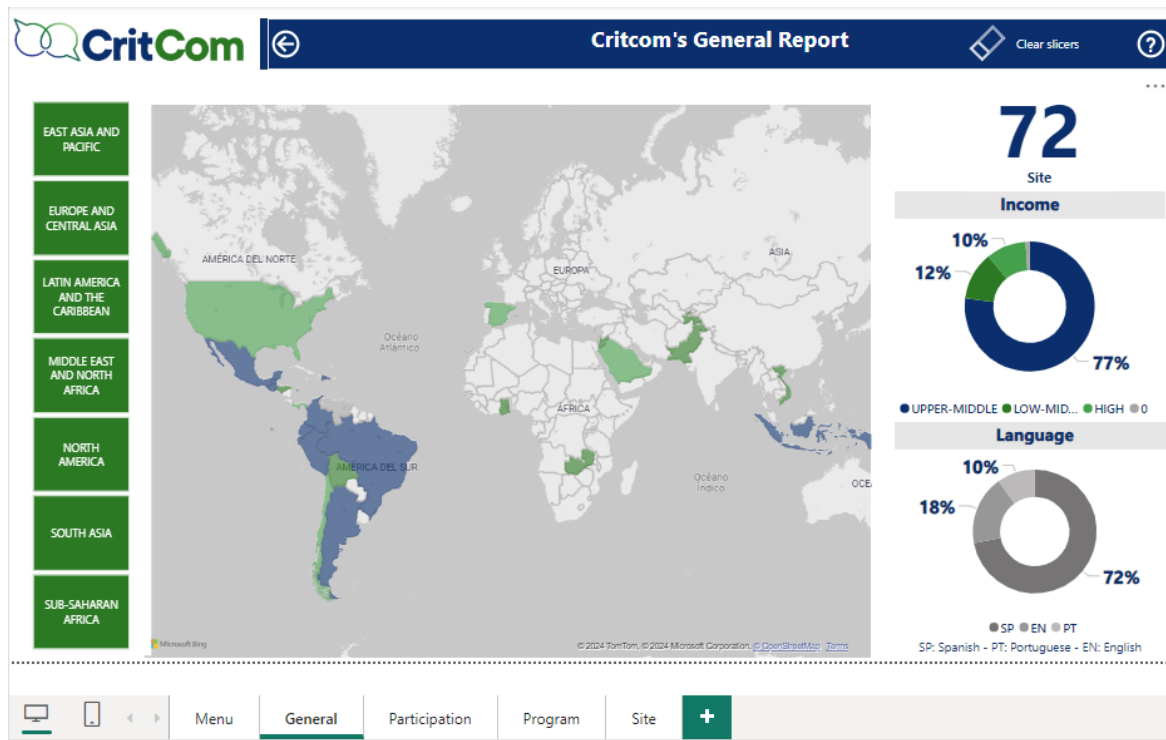 CritCom
Critcom's General Report
Clear slicers
?
...
EAST ASIA AND
PACIFIC
EUROPE AND
CENTRAL ASIA
LATIN AMERICA
AND THE
CARIBBEAN
MIDDLE EAST
AND NORTH
AFRICA
NORTH
AMERICA
SOUTH ASIA
SUB-SAHARAN
AFRICA
AMÉRICA DEL NORTE
EUROPA
ASIA
Océano
Atlántico
ÁFRICA
AMÉRICA DEL SUR
Océano
Índico
OCE
Microsoft Bing
© 2024 TomTom, © 2024 Microsoft Corporation, © OpenStreetMap Terms
72
Site
Income
10%
12%
77%
UPPER-MIDDLE LOW-MID... HIGH 0
Language
10%
18%
72%
SP EN PT
SP: Spanish - PT: Portuguese - EN: English
Menu General Participation Program Site +